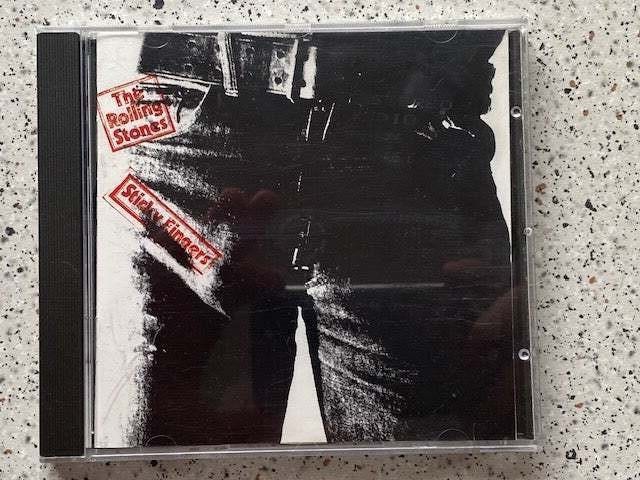 The
Rolling
Stones
Sticky Fingers